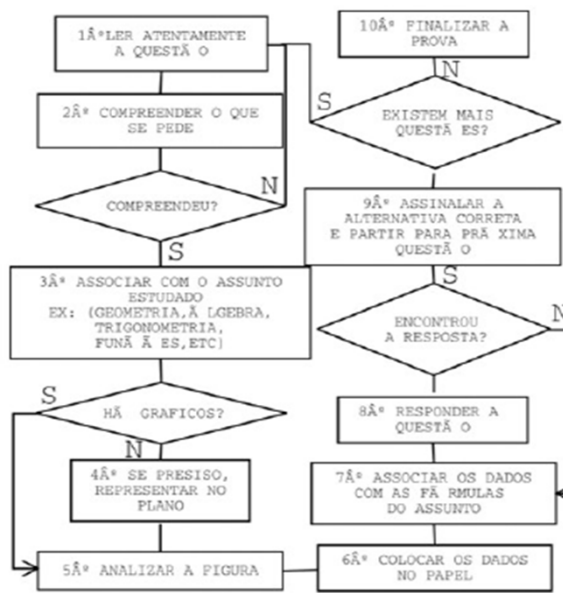 1Âº LER ATENTAMENTE
A QUESTÃ O
2Âº COMPREENDER O QUE
SE PEDE
COMPREENDEU?
N
S
3Âº ASSOCIAR COM O ASSUNTO
ESTUDADO
EX: (GEOMETRIA,Ã LGEBRA,
TRIGONOMETRIA,
FUNÃ Ã ES,ETC)
S
HÃ GRAFICOS?
N
4Âº SE PRESISO,
REPRESENTAR NO
PLANO
5Âº ANALIZAR A FIGURA
6Âº COLOCAR OS DADOS
NO PAPEL
7Âº ASSOCIAR OS DADOS
COM AS FÃ RMULAS
DO ASSUNTO
8Âº RESPONDER A
QUESTÃ O
ENCONTROU
A RESPOSTA?
N
S
9Âº ASSINALAR A
ALTERNATIVA CORRETA
E PARTIR PARA PRÃ XIMA
QUESTÃ O
EXISTEM MAIS
QUESTÃ ES?
S
N
10Âº FINALIZAR A
PROVA